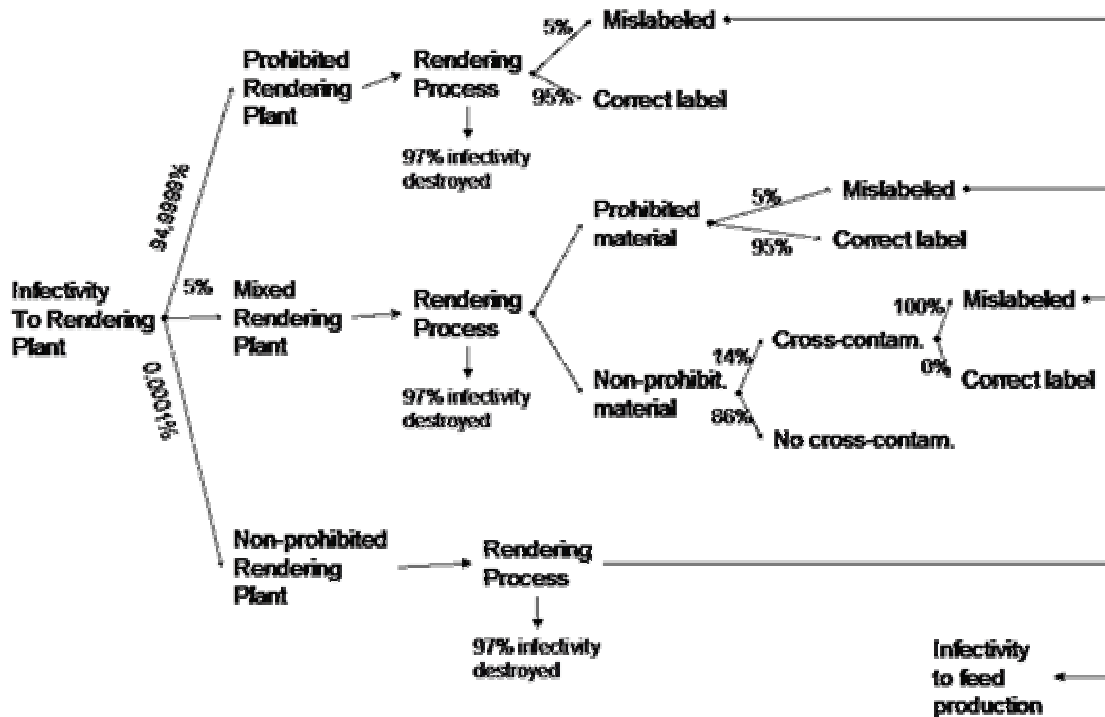 5%
Mislabeled
Prohibited
Rendering
Plant
Rendering
Process
95%
Correct label
97% infectivity
destroyed
94.9999%
Prohibited
material
5%
Mislabeled
95%
Correct label
Infectivity
To Rendering
Plant
5%
Mixed
Rendering
Plant
Rendering
Process
97% infectivity
destroyed
Non-prohibit.
material
14%
Cross-contam.
100%
Mislabeled
0%
Correct label
86%
No cross-contam.
0.0001%
Non-prohibited
Rendering
Plant
Rendering
Process
97% infectivity
destroyed
Infectivity
to feed
production